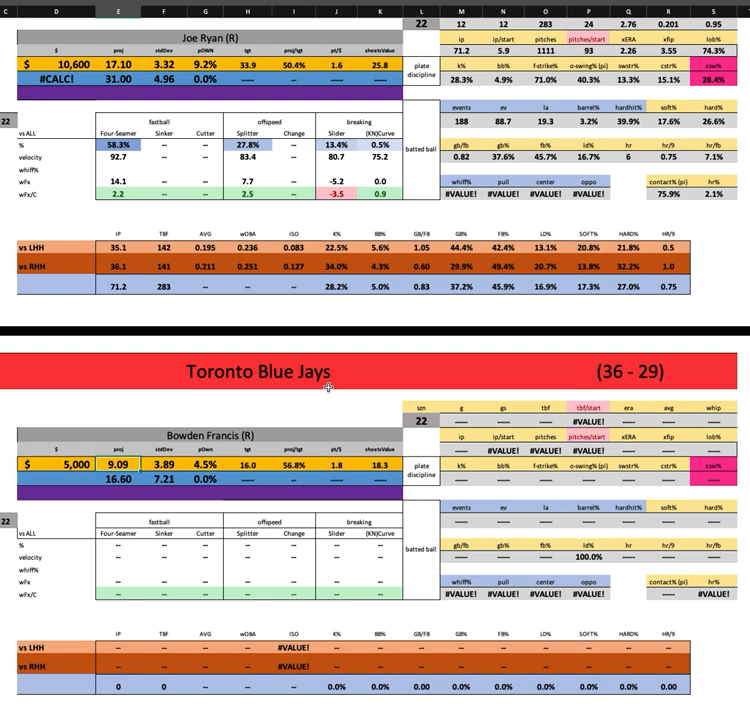 C D E F G H I J K L M N O P Q R S
22 12 12 283 24 2.76 0.201 0.95
Joe Ryan (R) ip ip/start pitches pitches/start xERA xfip lob%
$ proj stdDev pOWN tgt proj/tgt pt/$ sheetsValue 71.2 5.9 1111 93 2.26 3.55 74.3%
$ 10,600 17.10 3.32 9.2% 33.9 50.4% 1.6 25.8 plate discipline k% bb% f-strike% o-swing% (pi) swstr% cstr% csw%
#CALC! 31.00 4.96 0.0% ---- -- ---- ---- 28.3% 4.9% 71.0% 40.3% 13.3% 15.1% 28.4%
events ev la barrel% hardhit% soft% hard%
22 fastball offspeed breaking 188 88.7 19.3 3.2% 39.9% 17.6% 26.6%
vs ALL Four-Seamer Sinker Cutter Splitter Change Slider (KN)Curve batted ball
% 58.3% 27.8% 13.4% 0.5% gb/fb gb% fb% ld% hr hr/9 hr/fb
velocity 92.7 83.4 80.7 75.2 0.82 37.6% 45.7% 16.7% 6 0.75 7.1%
whiff%
wFx 14.1 7.7 -5.2 0.0 whiff% pull center oppo contact% (pi) hr%
wFx/C 2.2 2.5 -3.5 0.9 #VALUE! #VALUE! #VALUE! #VALUE! 75.9% 2.1%
IP TBF AVG wOBA ISO K% BB% GB/FB GB% FB% LD% SOFT% HARD% HR/9
vs LHH 35.1 142 0.195 0.236 0.083 22.5% 5.6% 1.05 44.4% 42.4% 13.1% 20.8% 21.8% 0.5
vs RHH 36.1 141 0.211 0.251 0.127 34.0% 4.3% 0.60 29.9% 49.4% 20.7% 13.8% 32.2% 1.0
71.2 283 -- -- -- 28.2% 5.0% 0.83 37.2% 45.9% 16.9% 17.3% 27.0% 0.75
Toronto Blue Jays (36 - 29)
szn g gs tbf tbf/start era avg whip
22 ----- ----- ----- #VALUE! ----- ----- -----
Bowden Francis (R) ip ip/start pitches pitches/start xERA xfip lob%
$ proj stdDev pOwn tgt proj/tgt pt/$ sheetsValue ----- #VALUE! #VALUE! #VALUE! ----- ----- -----
$ 5,000 9.09 3.89 4.5% 16.0 56.8% 1.8 18.3 plate discipline k% bb% f-strike% o-swing% (pi) swstr% cstr% csw%
16.60 7.21 0.0% ---- -- ---- ---- ----- ----- ----- ----- ----- ----- -----
events ev la barrel% hardhit% soft% hard%
22 fastball offspeed breaking ----- ----- ----- ----- ----- ----- -----
vs ALL Four-Seamer Sinker Cutter Splitter Change Slider (KN)Curve batted ball
% -- -- -- -- -- -- -- gb/fb gb% fb% ld% hr hr/9 hr/fb
velocity -- -- -- -- -- -- -- ----- ----- ----- 100.0% ----- ----- -----
whiff%
wFx -- -- -- -- -- -- -- whiff% pull center oppo contact% (pi) hr%
wFx/C -- -- -- -- -- -- -- #VALUE! #VALUE! #VALUE! #VALUE! ----- #VALUE!
IP TBF AVG wOBA ISO K% BB% GB/FB GB% FB% LD% SOFT% HARD% HR/9
vs LHH -- -- -- -- #VALUE! -- -- -- -- -- -- -- -- --
vs RHH -- -- -- -- #VALUE! -- -- -- -- -- -- -- -- --
0 0 -- -- -- 0.0% 0.0% 0.00 0.0% 0.0% 0.0% 0.0% 0.0% 0.00